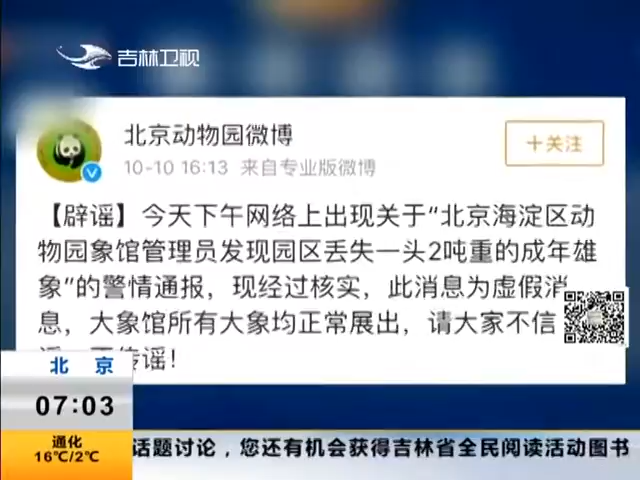 吉林卫视
北京动物园微博
十关注
10-10 16:13 来自专业版微博
【辟谣】今天下午网络上出现关于“北京海淀区动
物园象馆管理员发现园区丢失一头2吨重的成年雄
象”的警情通报，现经过核实，此消息为虚假消
息，大象馆所有大象均正常展出，请大家不信
传谣！
北京
07:03
通化
16℃/2℃
话题讨论，您还有机会获得吉林省全民阅读活动图书